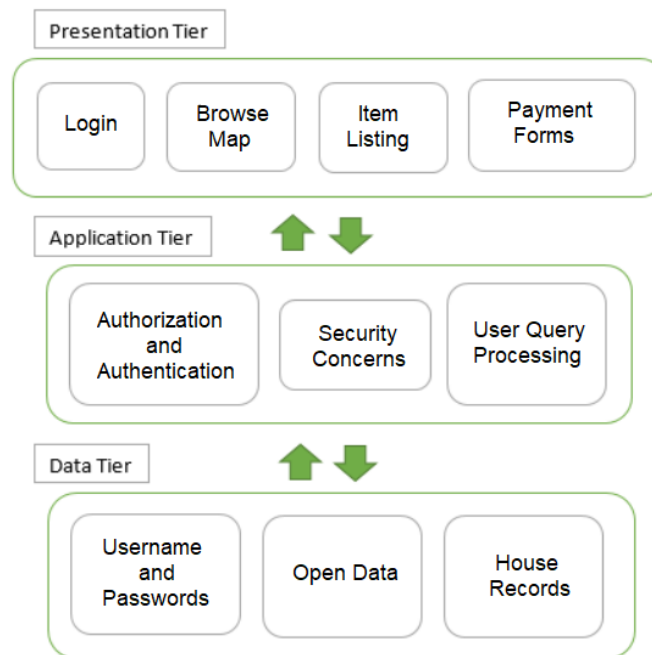 Presentation Tier
Login
Browse
Map
Item
Listing
Payment
Forms
Application Tier
Authorization
and
Authentication
Security
Concerns
User Query
Processing
Data Tier
Username
and
Passwords
Open Data
House
Records